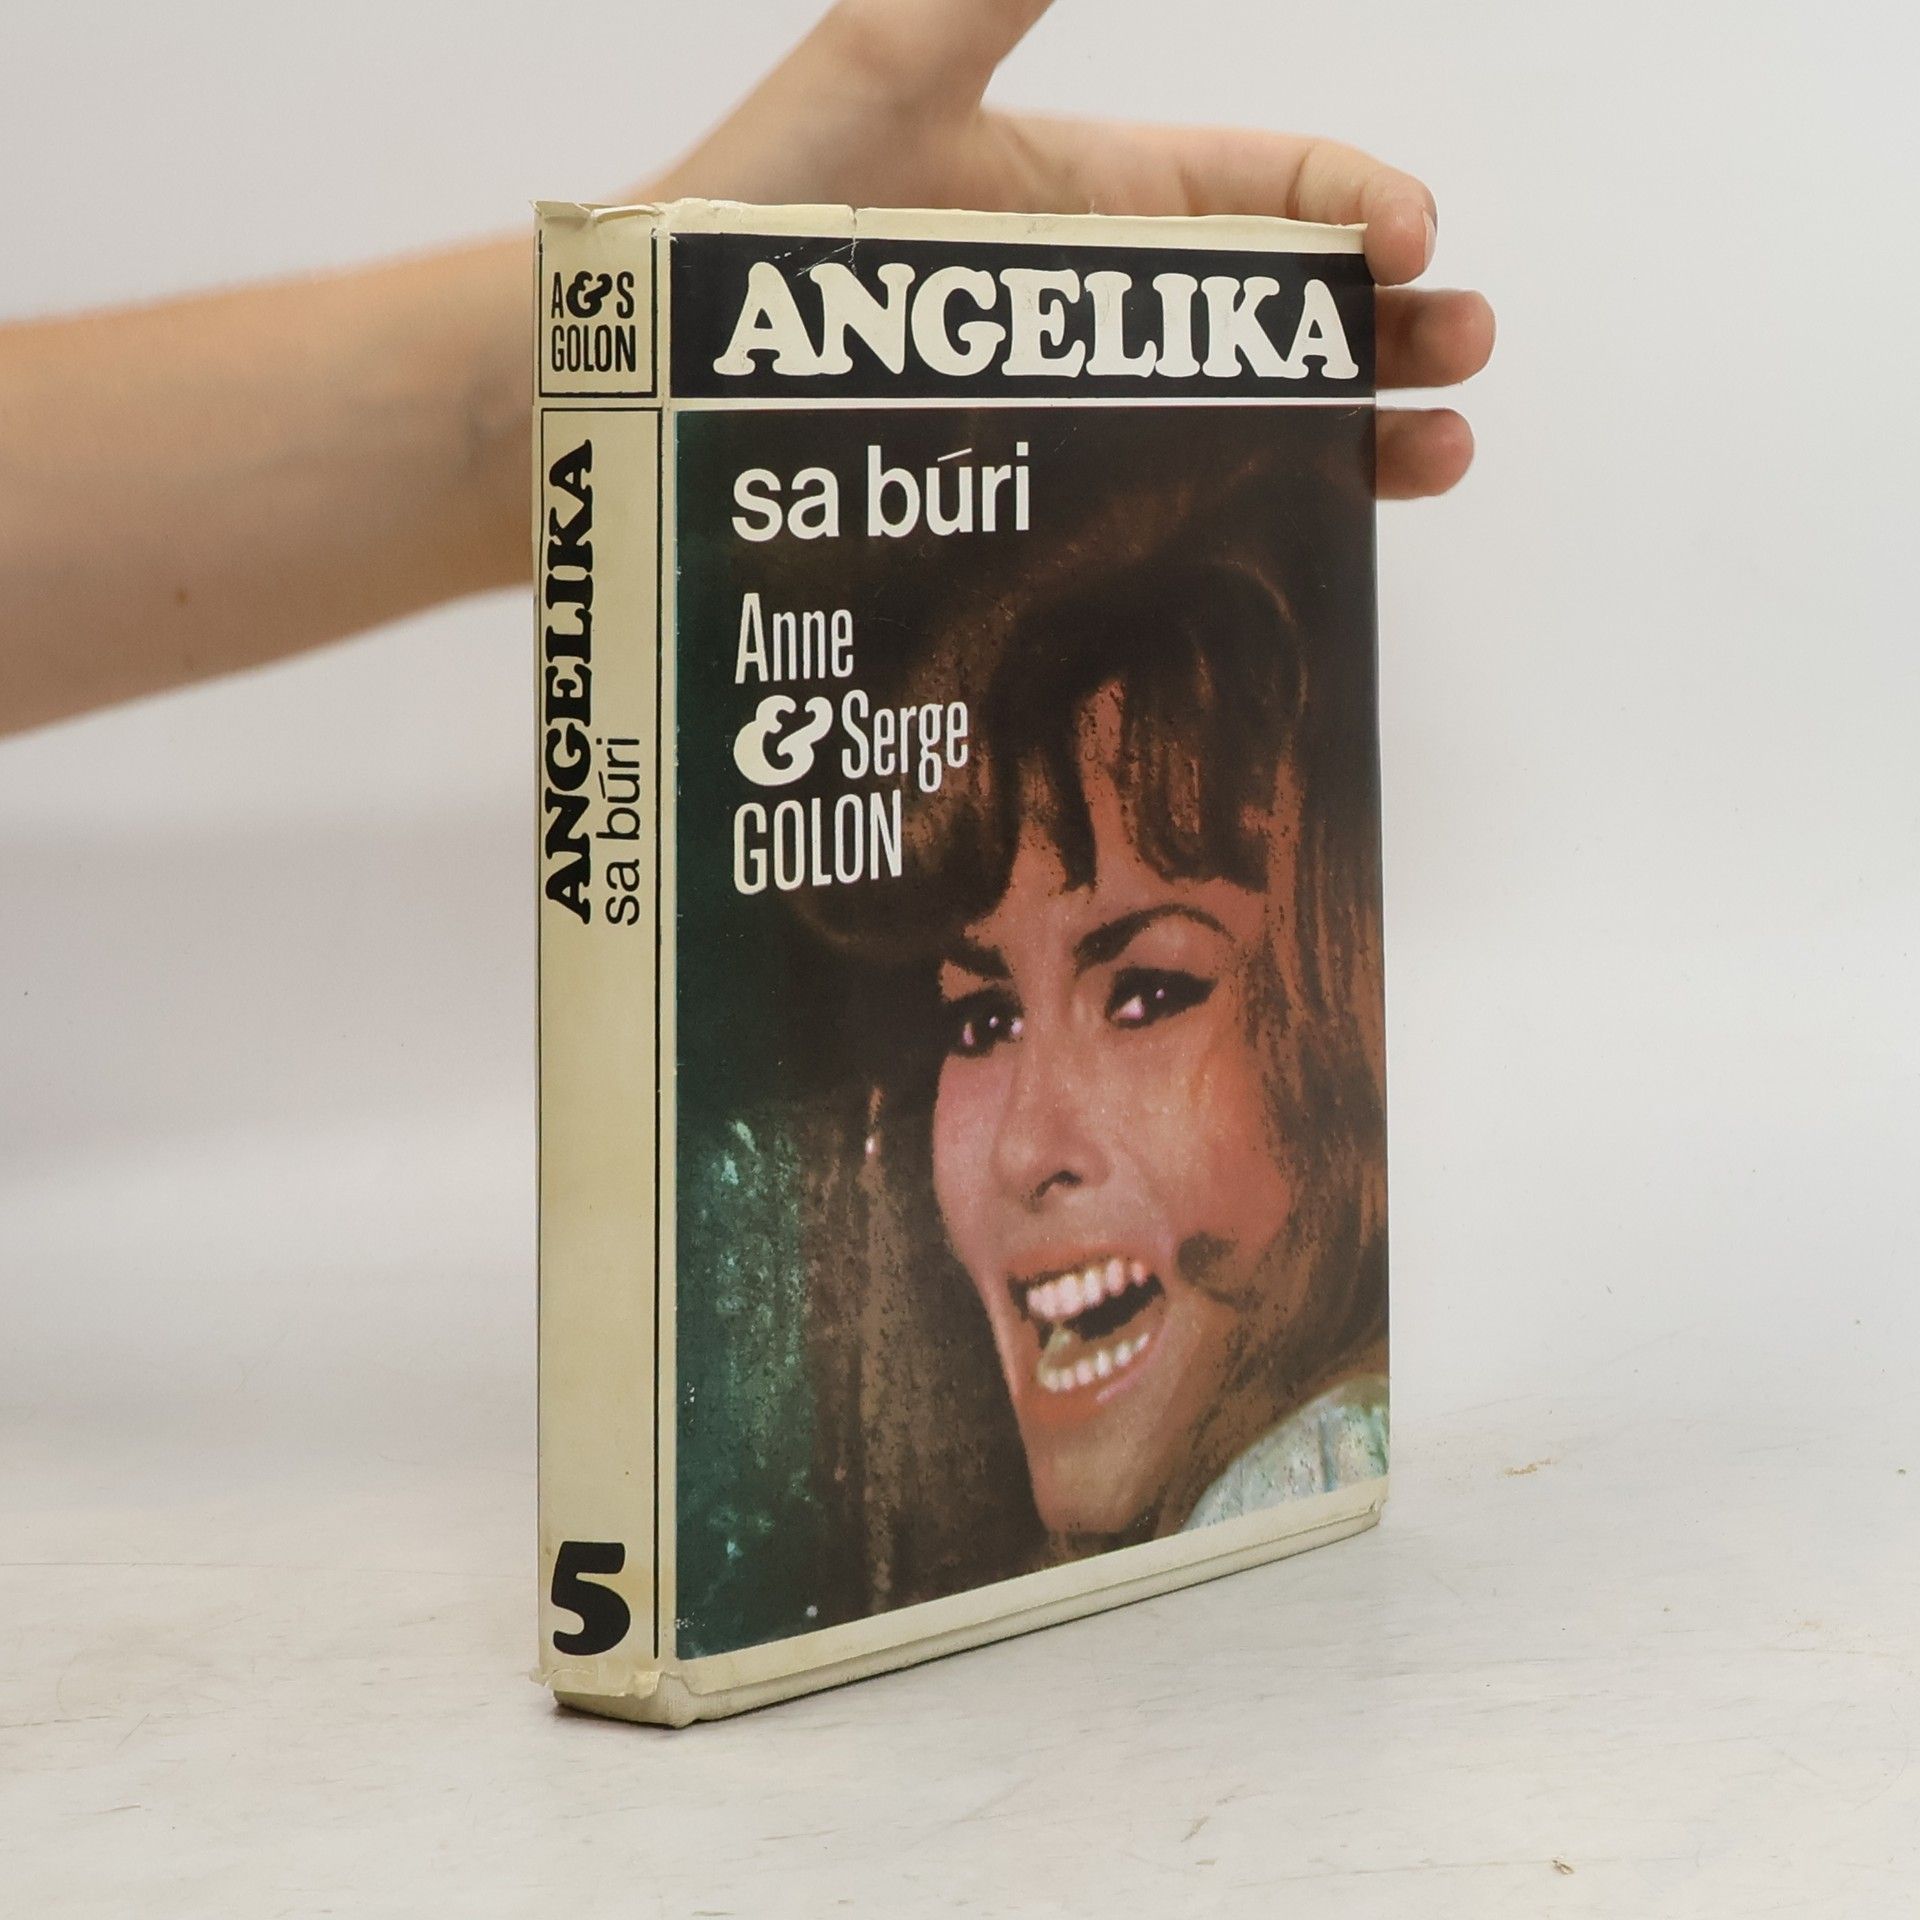 A&S
GOLON
ANGELIKA
sa búri
5
ANGELIKA
sa búri
Anne
& Serge
GOLON